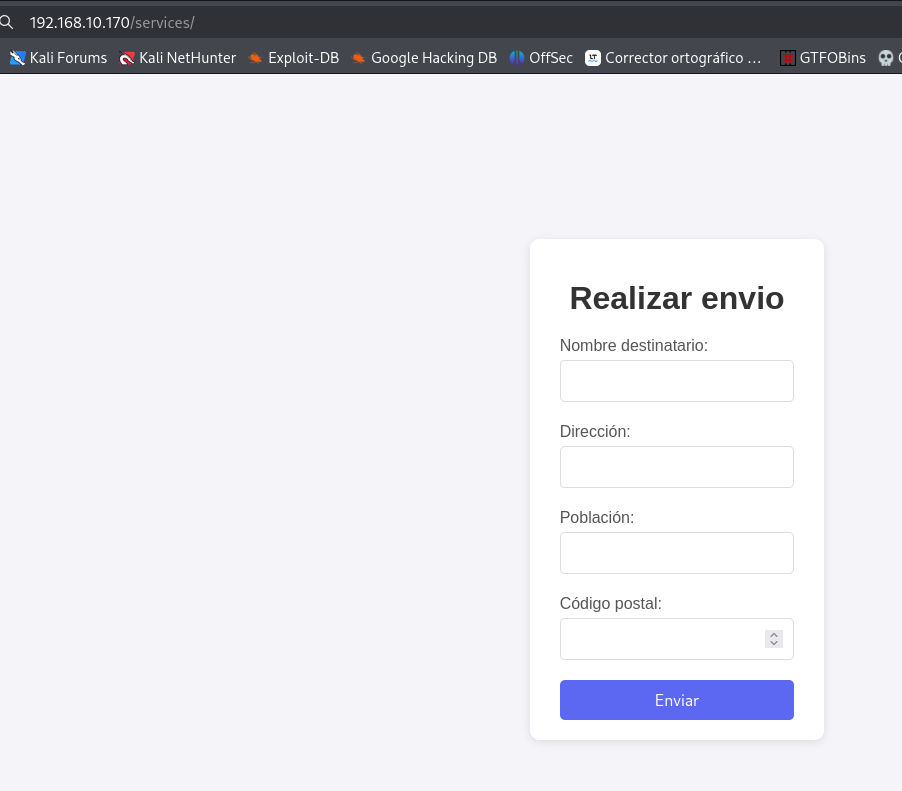 192.168.10.170/services/
Kali Forums Kali NetHunter Exploit-DB Google Hacking DB OffSec LT Corrector ortográfico … GTFOBins
Realizar envio
Nombre destinatario:
Dirección:
Población:
Código postal:
Enviar